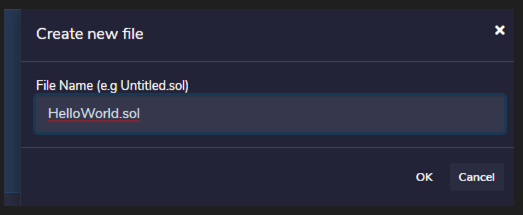 Create new file
×
File Name (e.g Untitled.sol)
HelloWorld.sol
OK Cancel